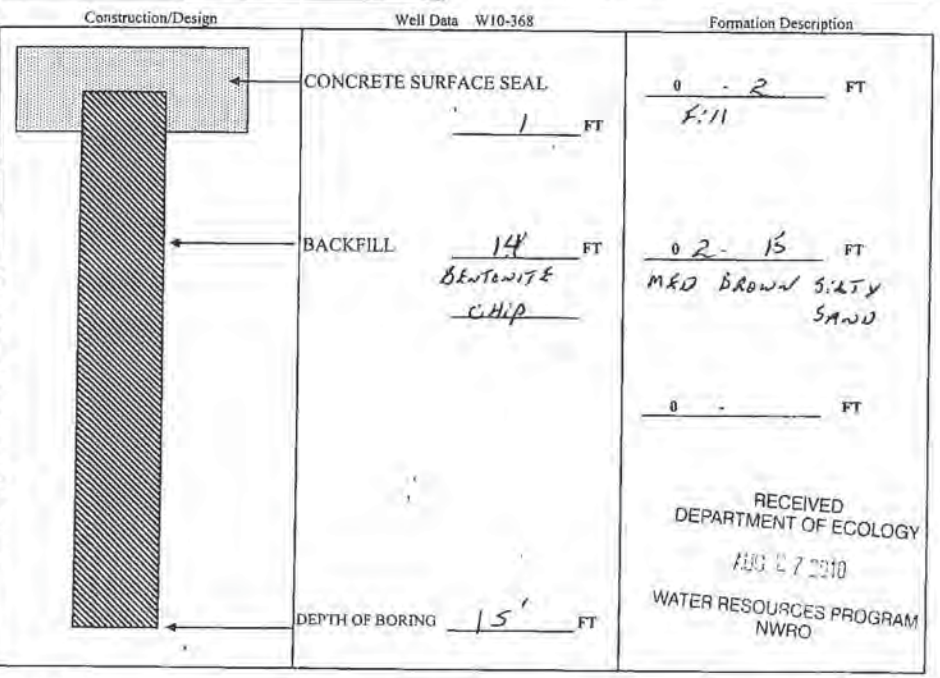 Construction/Design
Well Data W10-368
Formation Description
CONCRETE SURFACE SEAL
1 FT
0 - 2 FT
Fill
BACKFILL 14' FT
BENTONITE
CHIP
0 2 - 15 FT
MED BROWN SILTY
SAND
0 - FT
RECEIVED
DEPARTMENT OF ECOLOGY
AUG 27 2010
WATER RESOURCES PROGRAM
NWRO
DEPTH OF BORING 15' FT